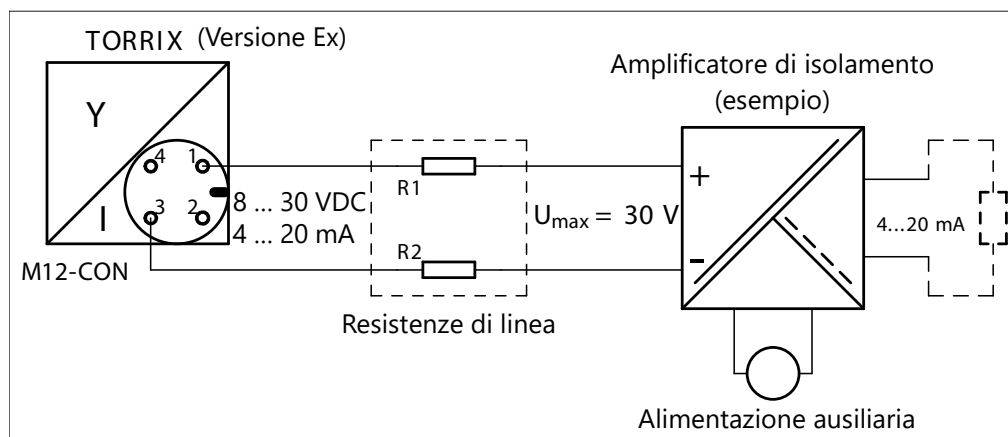 TORRIX (Versione Ex)
Amplificatore di isolamento
(esempio)
Y
I
4
1
3
2
8 ... 30 VDC
4 ... 20 mA
M12-CON
R1
R2
Resistenze di linea
Umax = 30 V
+
-
4...20 mA
Alimentazione ausiliaria